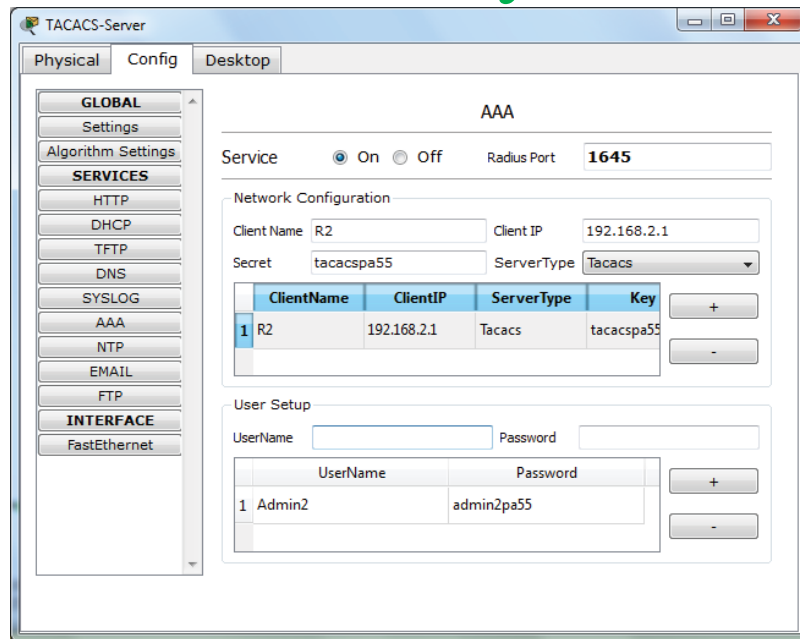 TACACS-Server
Physical Config Desktop
GLOBAL
Settings
Algorithm Settings
SERVICES
HTTP
DHCP
TFTP
DNS
SYSLOG
AAA
NTP
EMAIL
FTP
INTERFACE
FastEthernet
AAA
Service On Off Radius Port 1645
Network Configuration
Client Name R2 Client IP 192.168.2.1
Secret tacacspa55 ServerType Tacacs
ClientName ClientIP ServerType Key
1 R2 192.168.2.1 Tacacs tacacspa55
+
-
User Setup
UserName Password
UserName Password
1 Admin2 admin2pa55
+
-